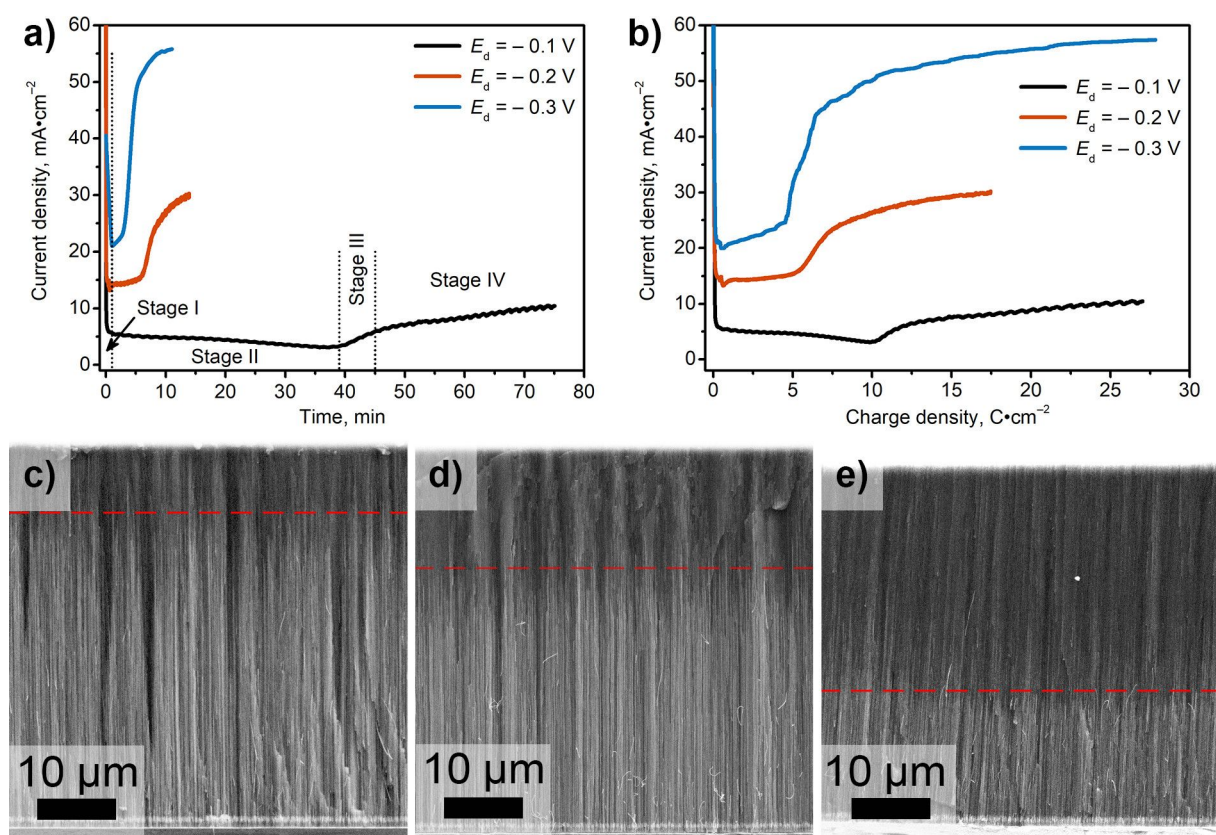 a)
Current density, mA•cm⁻²
60
50
40
30
20
10
0
E_d = – 0.1 V
E_d = – 0.2 V
E_d = – 0.3 V
Stage I
Stage II
Stage III
Stage IV
0 10 20 30 40 50 60 70 80
Time, min
b)
Current density, mA•cm⁻²
60
50
40
30
20
10
0
E_d = – 0.1 V
E_d = – 0.2 V
E_d = – 0.3 V
0 5 10 15 20 25 30
Charge density, C•cm⁻²
c)
10 µm
d)
10 µm
e)
10 µm